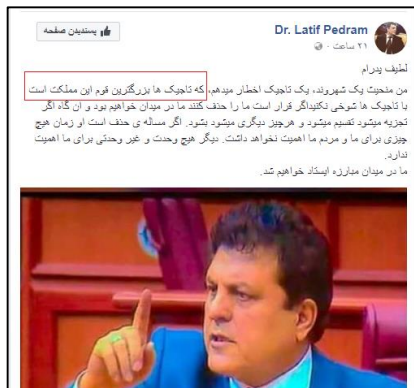 Dr. Latif Pedram
پسندیدن صفحه
۲۱ ساعت ·
لطیف پدرام
من منحیث یک شهروند، یک تاجیک اخطار میدهم، که تاجیک ها بزرگترین قوم این مملکت است
با تاجیک ها شوخی نکنیداگر قرار است ما را حذف کنند ما در میدان خواهیم بود و آن گاه اگر
تجزیه میشود تقسیم میشود و هرچیز دیگری میشود بشود. اگر مساله ی حذف است او زمان هیچ
چیزی برای ما و مردم ما اهمیت نخواهد داشت. دیگر هیچ وحدت و غیر وحدتی برای ما اهمیت
ندارد.
ما در میدان مبارزه ایستاد خواهیم شد.